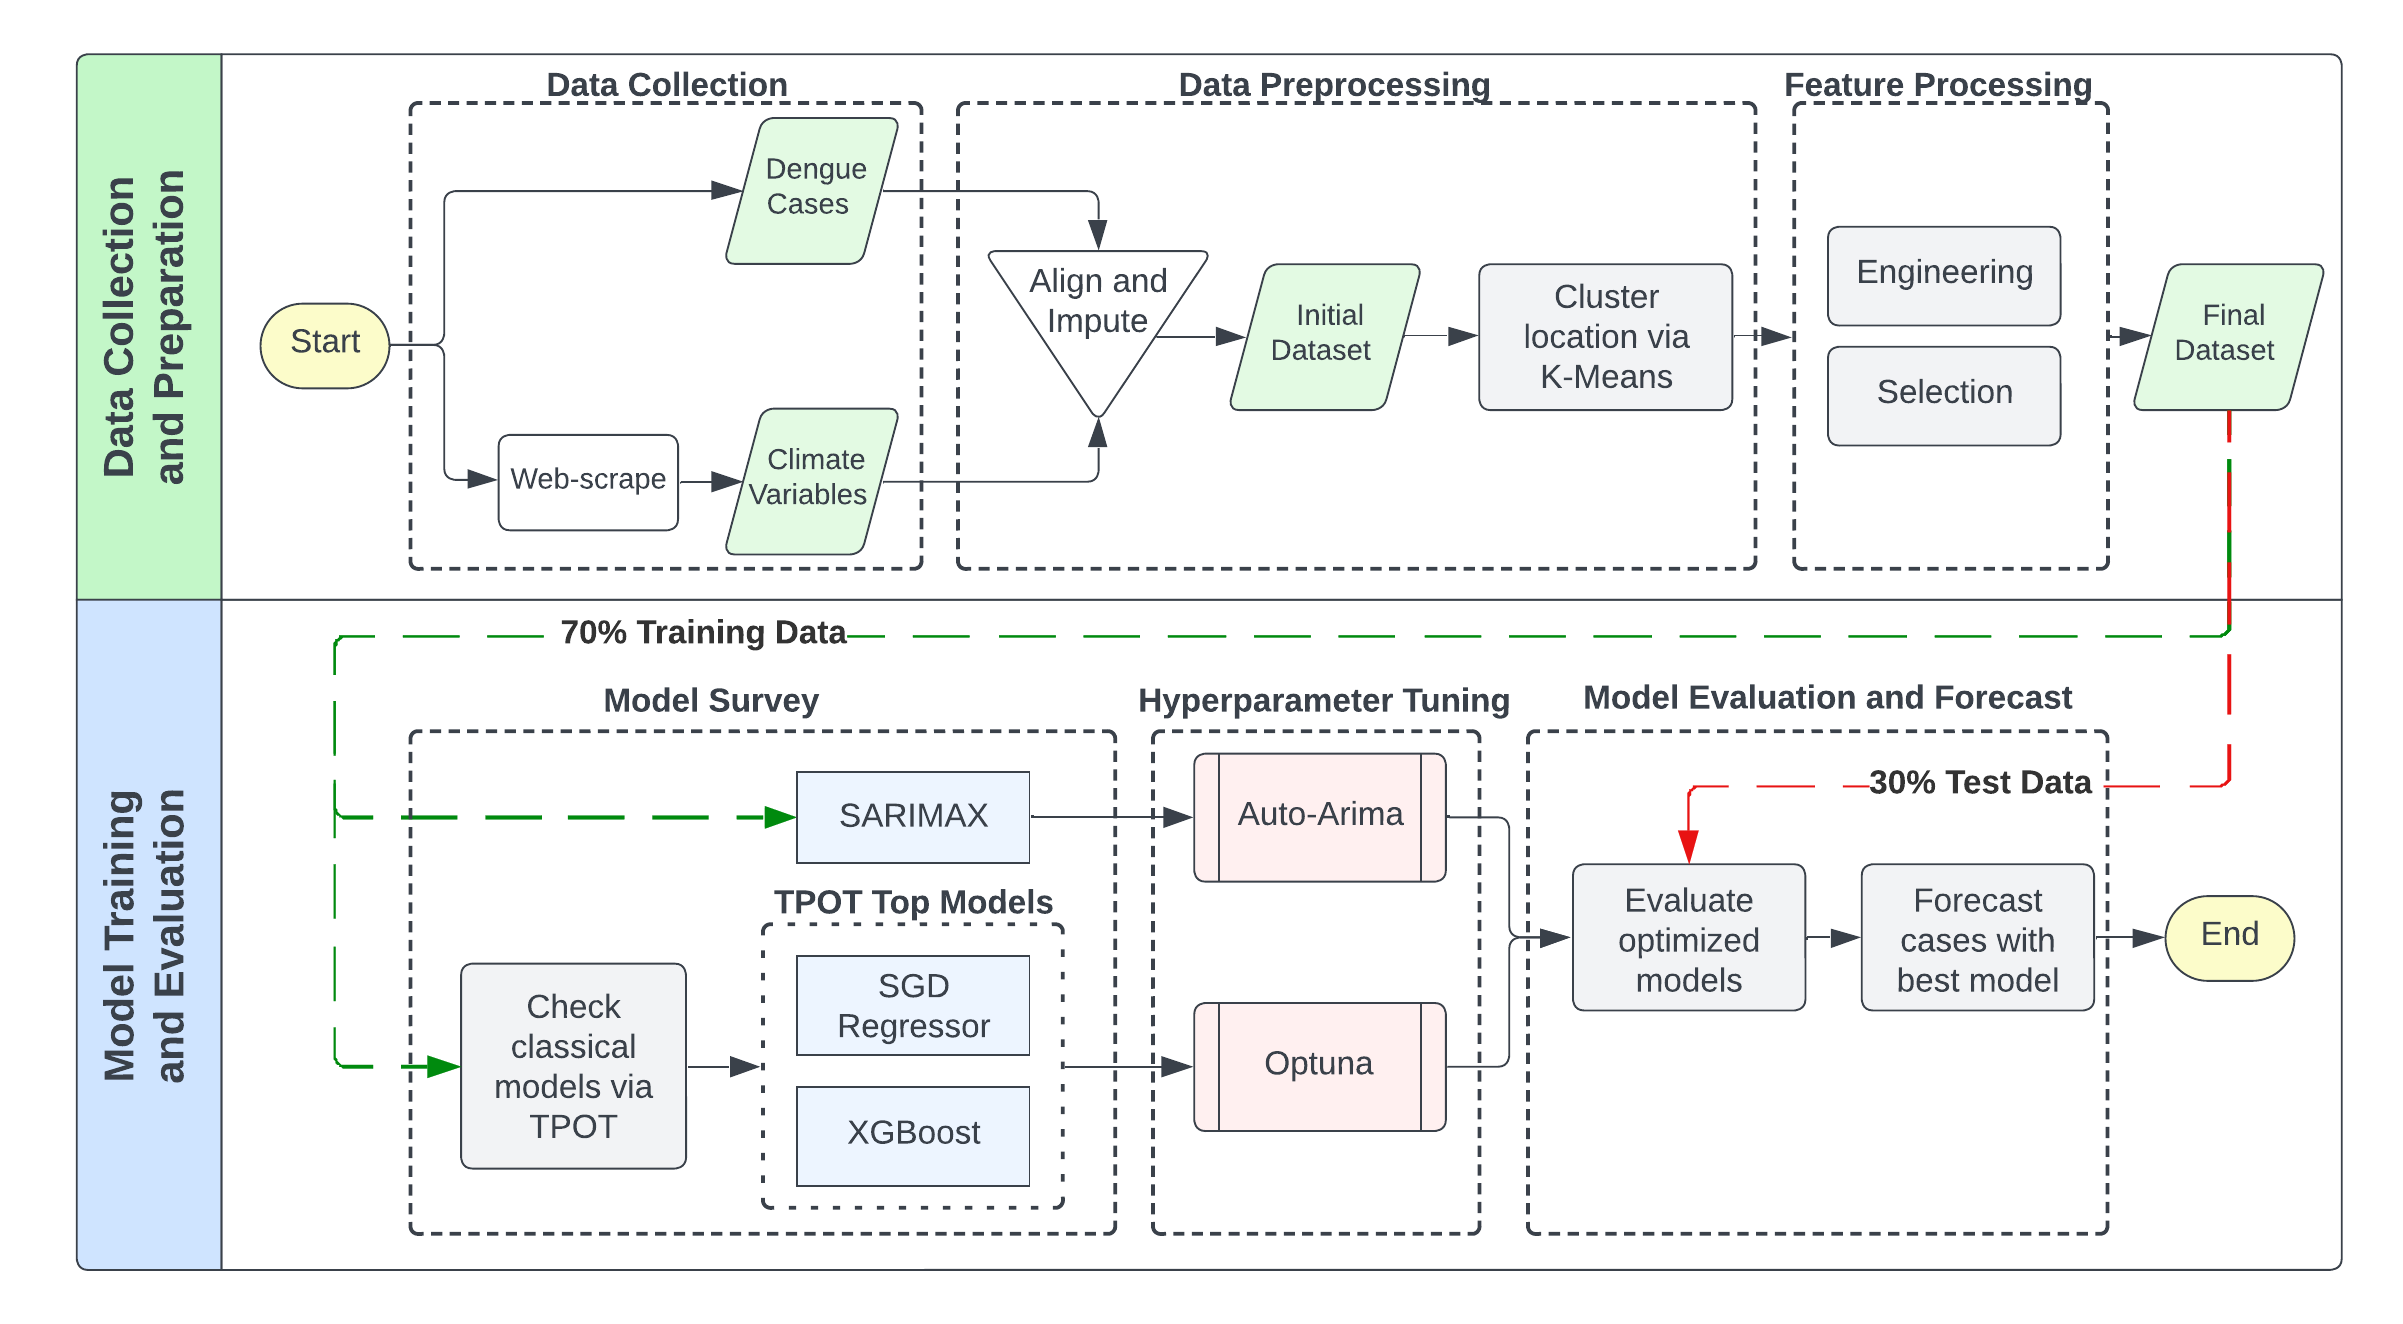 Data Collection
and Preparation
Data Collection
Data Preprocessing
Feature Processing
Start
Dengue
Cases
Web-scrape
Climate
Variables
Align and
Impute
Initial
Dataset
Cluster
location via
K-Means
Engineering
Selection
Final
Dataset
Model Training
and Evaluation
70% Training Data
Model Survey
Hyperparameter Tuning
Model Evaluation and Forecast
SARIMAX
Auto-Arima
30% Test Data
TPOT Top Models
Check
classical
models via
TPOT
SGD
Regressor
XGBoost
Optuna
Evaluate
optimized
models
Forecast
cases with
best model
End